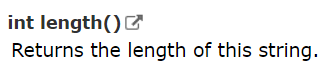 int length()
Returns the length of this string.